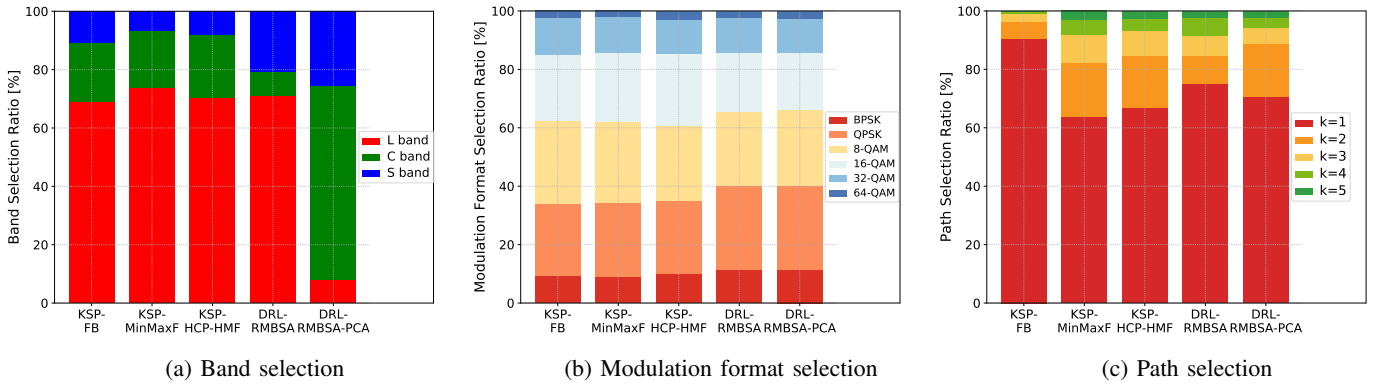 Band Selection Ratio [%]
100
80
60
40
20
0
L band
C band
S band
KSP-
FB
KSP-
MinMaxF
KSP-
HCP-HMF
DRL-
RMBSA
DRL-
RMBSA-PCA
(a) Band selection
Modulation Format Selection Ratio [%]
100
80
60
40
20
0
BPSK
QPSK
8-QAM
16-QAM
32-QAM
64-QAM
KSP-
FB
KSP-
MinMaxF
KSP-
HCP-HMF
DRL-
RMBSA
DRL-
RMBSA-PCA
(b) Modulation format selection
Path Selection Ratio [%]
100
80
60
40
20
0
k=1
k=2
k=3
k=4
k=5
KSP-
FB
KSP-
MinMaxF
KSP-
HCP-HMF
DRL-
RMBSA
DRL-
RMBSA-PCA
(c) Path selection